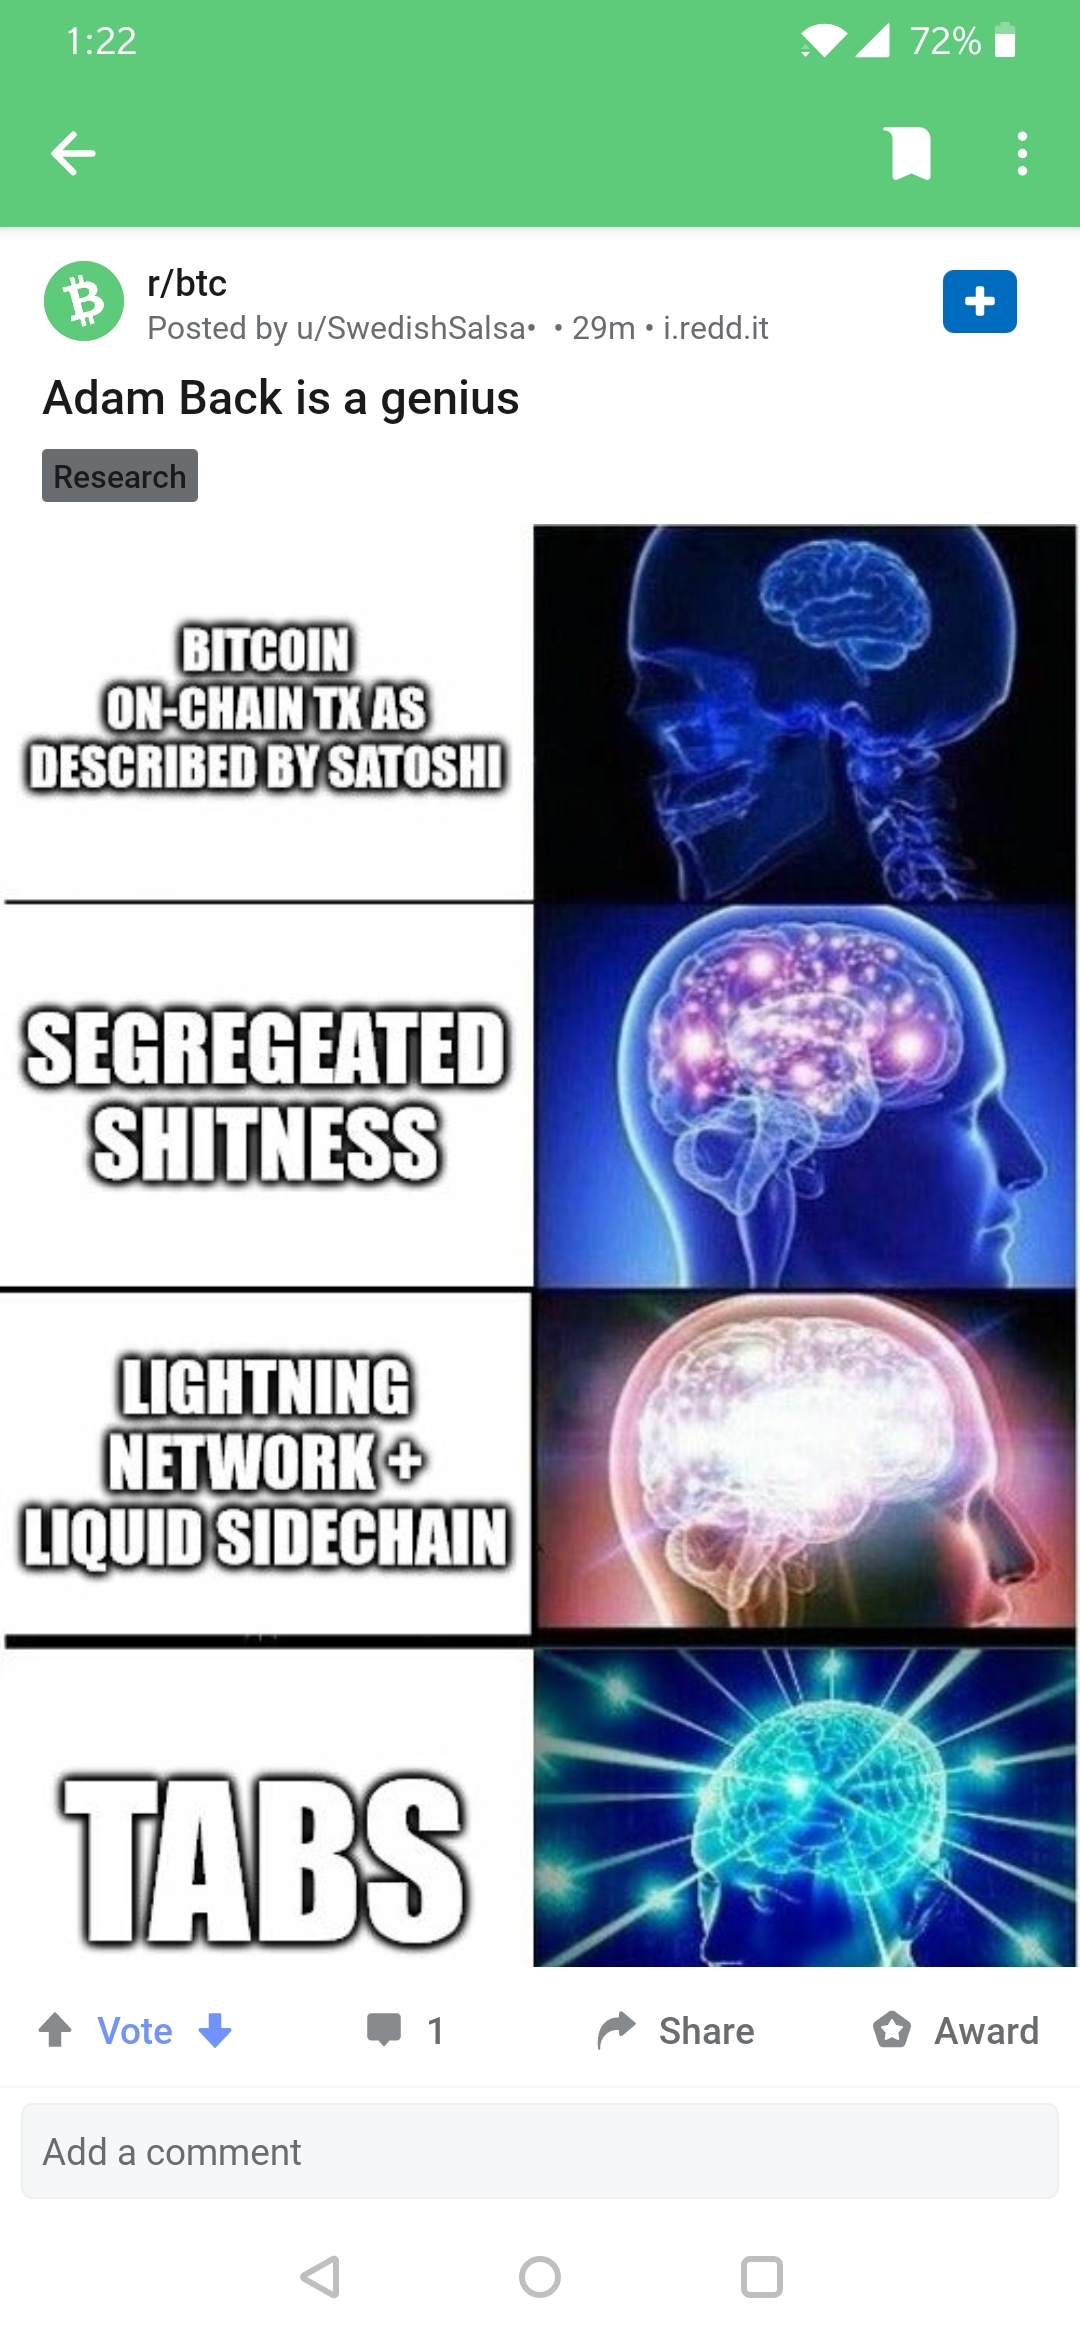 1:22
72%
r/btc
Posted by u/SwedishSalsa• • 29m • i.redd.it
Adam Back is a genius
Research
BITCOIN
ON-CHAIN TX AS
DESCRIBED BY SATOSHI
SEGREGEATED
SHITNESS
LIGHTNING
NETWORK +
LIQUID SIDECHAIN
TABS
Vote
1
Share
Award
Add a comment